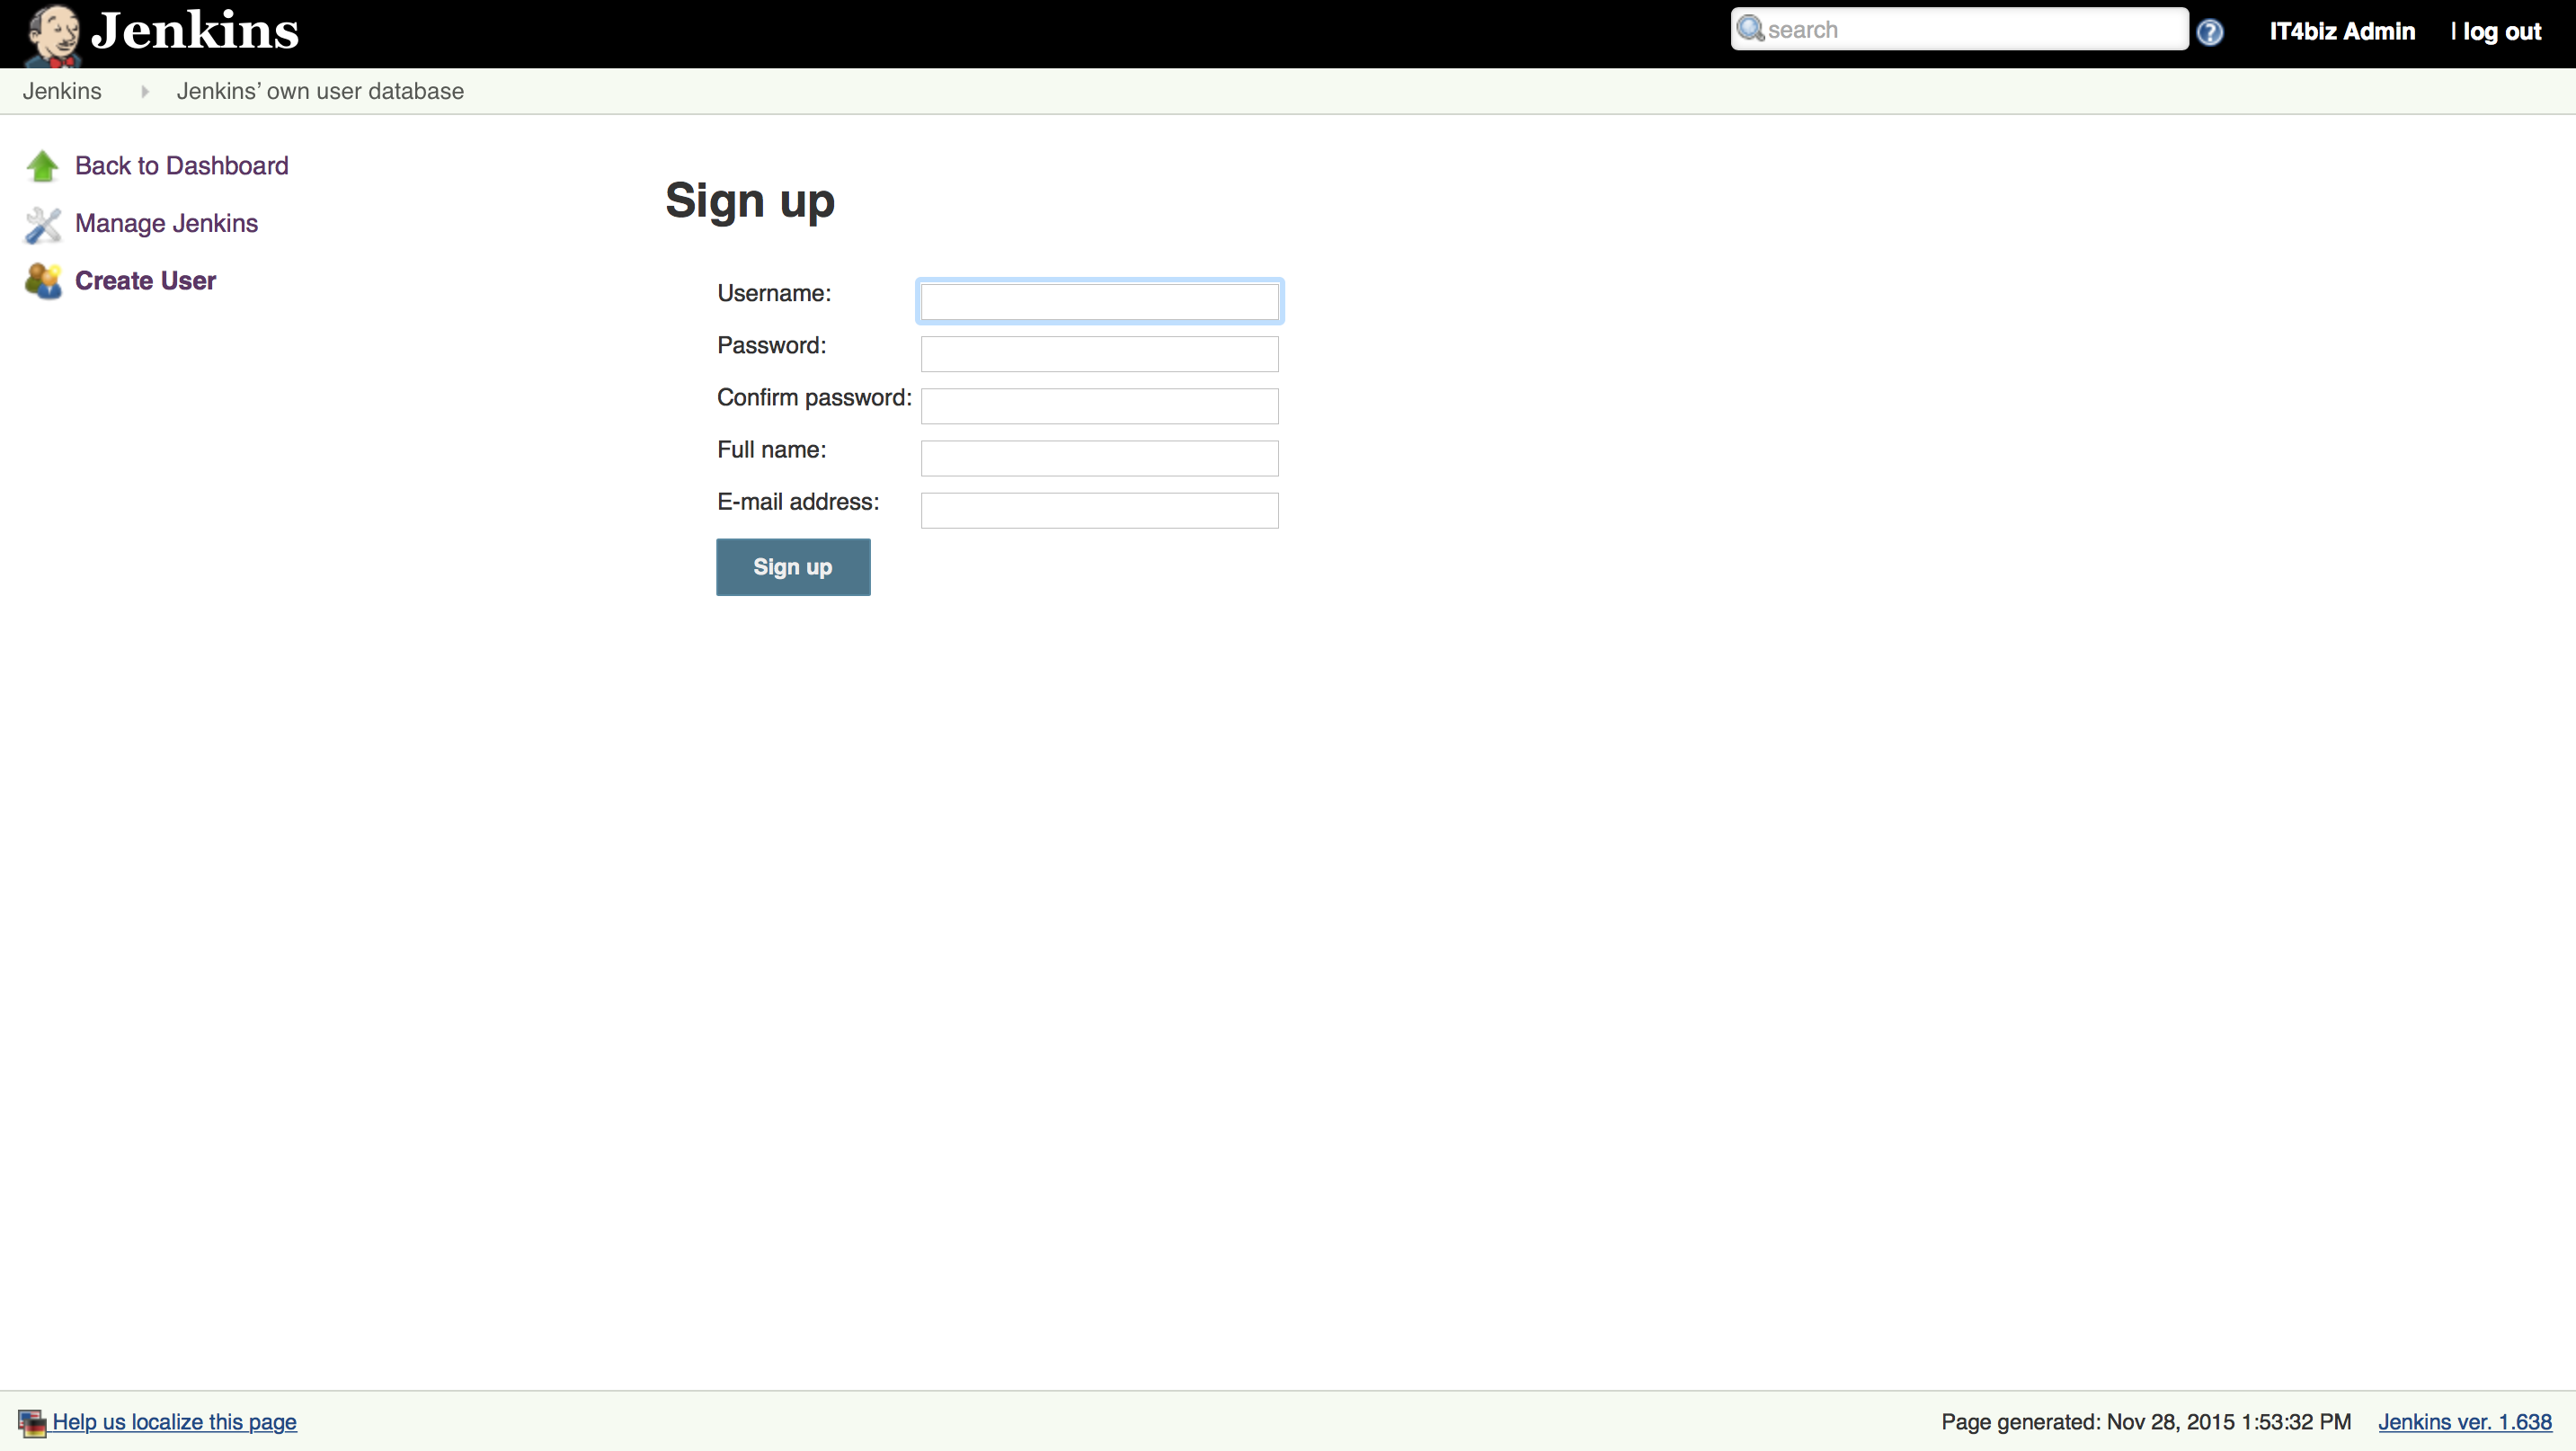 Jenkins
search
IT4biz Admin | log out
Jenkins Jenkins’ own user database
Back to Dashboard
Manage Jenkins
Create User
Sign up
Username:
Password:
Confirm password:
Full name:
E-mail address:
Sign up
Help us localize this page
Page generated: Nov 28, 2015 1:53:32 PM Jenkins ver. 1.638